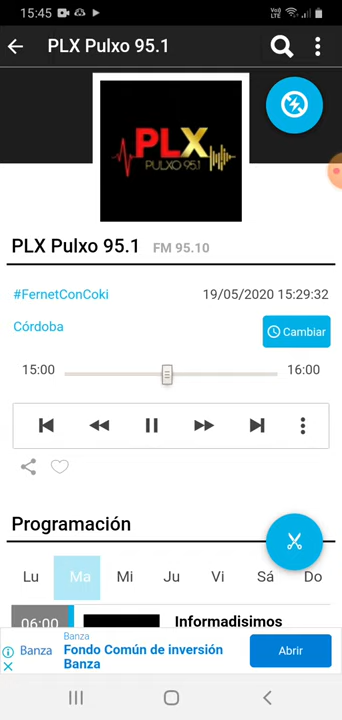 15:45
PLX Pulxo 95.1
PLX
PULXO 95.1
PLX Pulxo 95.1 FM 95.10
#FernetConCoki 19/05/2020 15:29:32
Córdoba Cambiar
15:00 16:00
Programación
Lu Ma Mi Ju Vi Sá Do
06:00 Informadisimos
Banza
Banza Fondo Común de inversión Banza Abrir